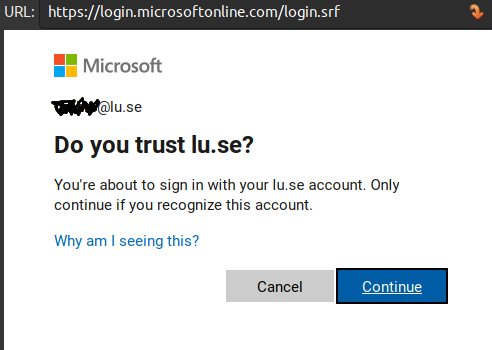 URL: https://login.microsoftonline.com/login.srf
Microsoft
@lu.se
Do you trust lu.se?
You're about to sign in with your lu.se account. Only
continue if you recognize this account.
Why am I seeing this?
Cancel Continue